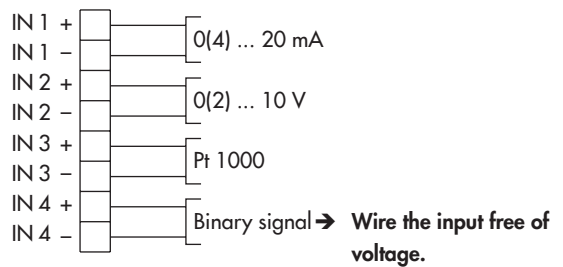 IN 1 +
IN 1 –
0(4) ... 20 mA
IN 2 +
IN 2 –
0(2) ... 10 V
IN 3 +
IN 3 –
Pt 1000
IN 4 +
IN 4 –
Binary signal ➔ Wire the input free of
voltage.